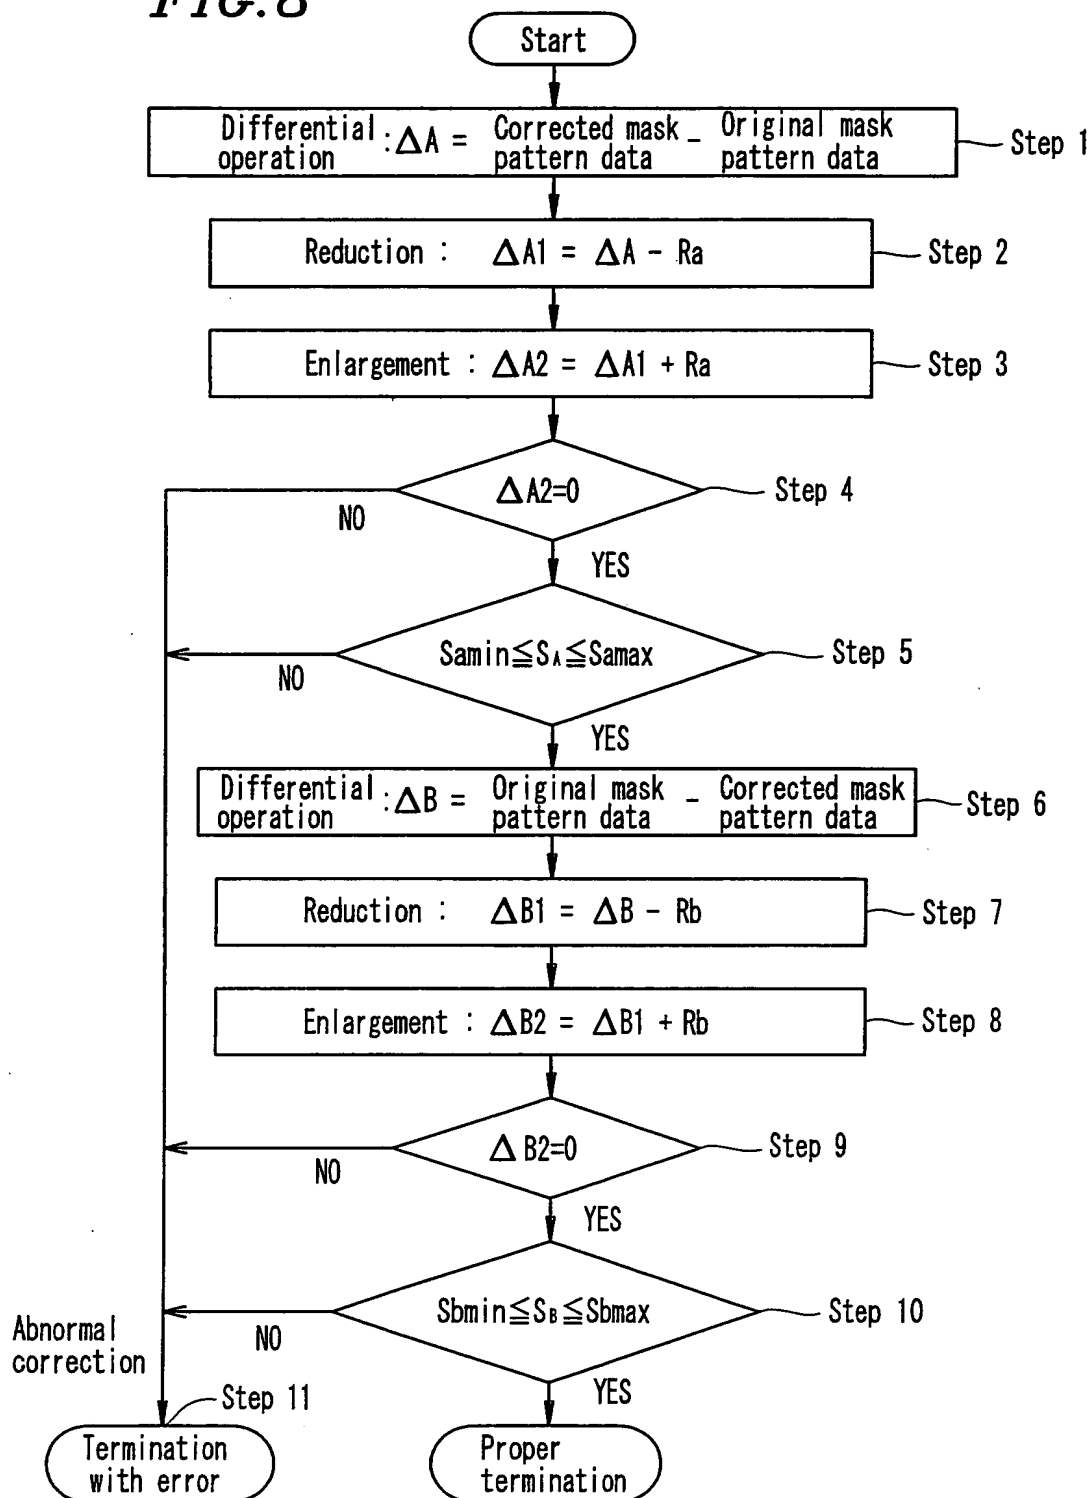 FIG. 8
Start
Differential operation : ΔA = Corrected mask pattern data - Original mask pattern data
Step 1
Reduction : ΔA1 = ΔA - Ra
Step 2
Enlargement : ΔA2 = ΔA1 + Ra
Step 3
ΔA2=0
Step 4
NO
YES
Samin≦SA≦Samax
Step 5
NO
YES
Differential operation : ΔB = Original mask pattern data - Corrected mask pattern data
Step 6
Reduction : ΔB1 = ΔB - Rb
Step 7
Enlargement : ΔB2 = ΔB1 + Rb
Step 8
ΔB2=0
Step 9
NO
YES
Sbmin≦SB≦Sbmax
Step 10
NO
YES
Abnormal
correction
Step 11
Termination
with error
Proper
termination